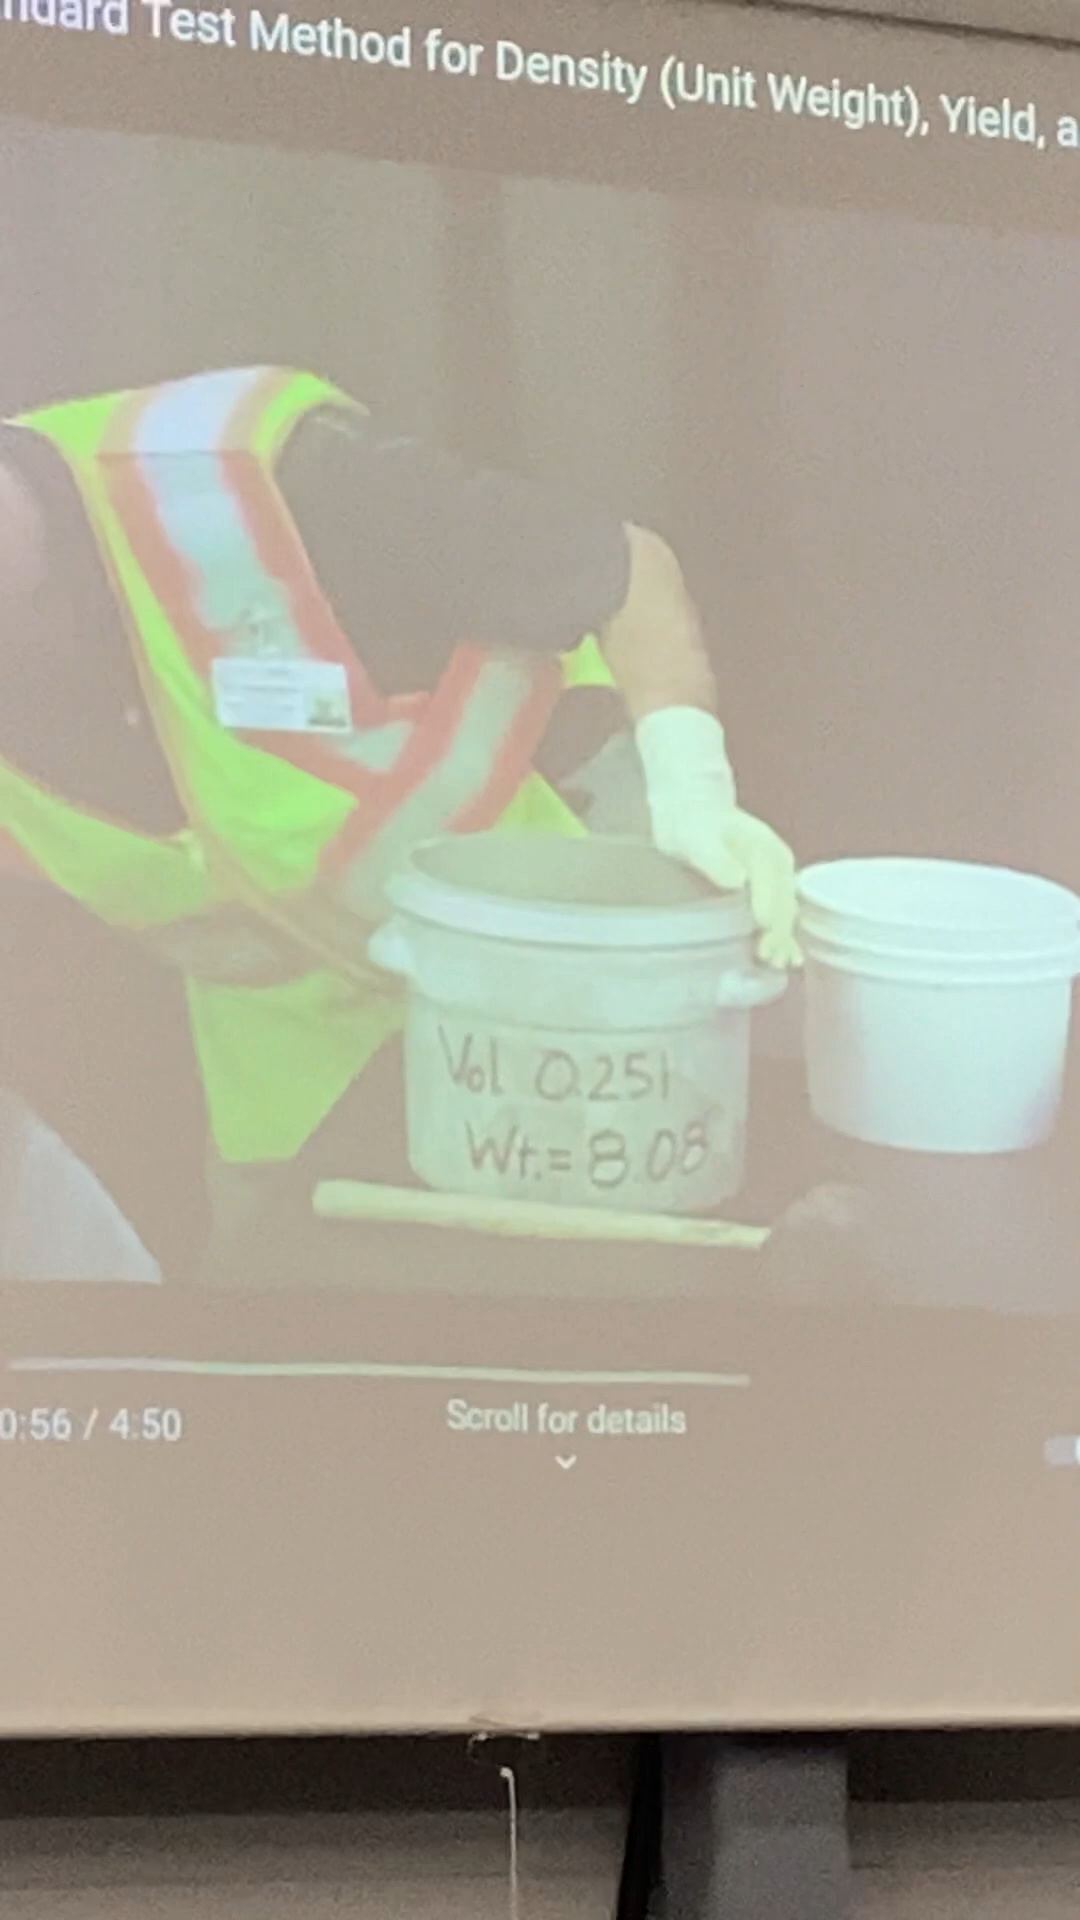 Test Method for Density (Unit Weight), Yield,
Vol 0.251
Wt.= 8.08
0:56 / 4:50
Scroll for details